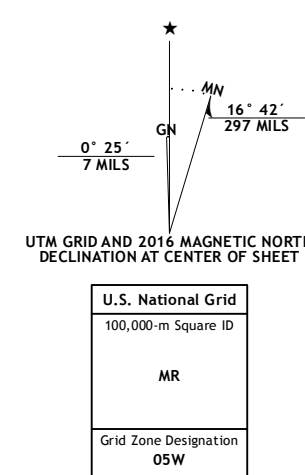 MN
GN
16° 42´
297 MILS
0° 25´
7 MILS
UTM GRID AND 2016 MAGNETIC NORT
DECLINATION AT CENTER OF SHEET
U.S. National Grid
100,000-m Square ID
MR
Grid Zone Designation
05W